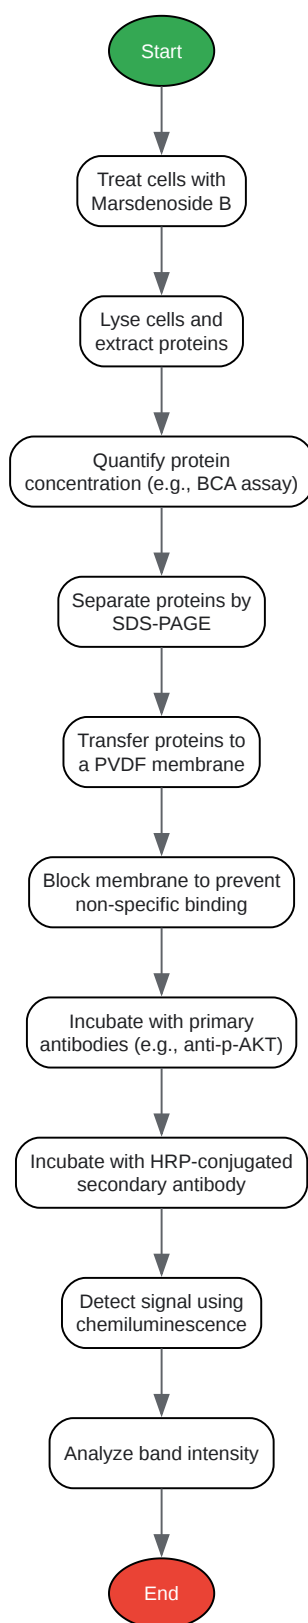 Start
Treat cells with
Marsdenoside B
Lyse cells and
extract proteins
Quantify protein
concentration (e.g., BCA assay)
Separate proteins by
SDS-PAGE
Transfer proteins to
a PVDF membrane
Block membrane to prevent
non-specific binding
Incubate with primary
antibodies (e.g., anti-p-AKT)
Incubate with HRP-conjugated
secondary antibody
Detect signal using
chemiluminescence
Analyze band intensity
End